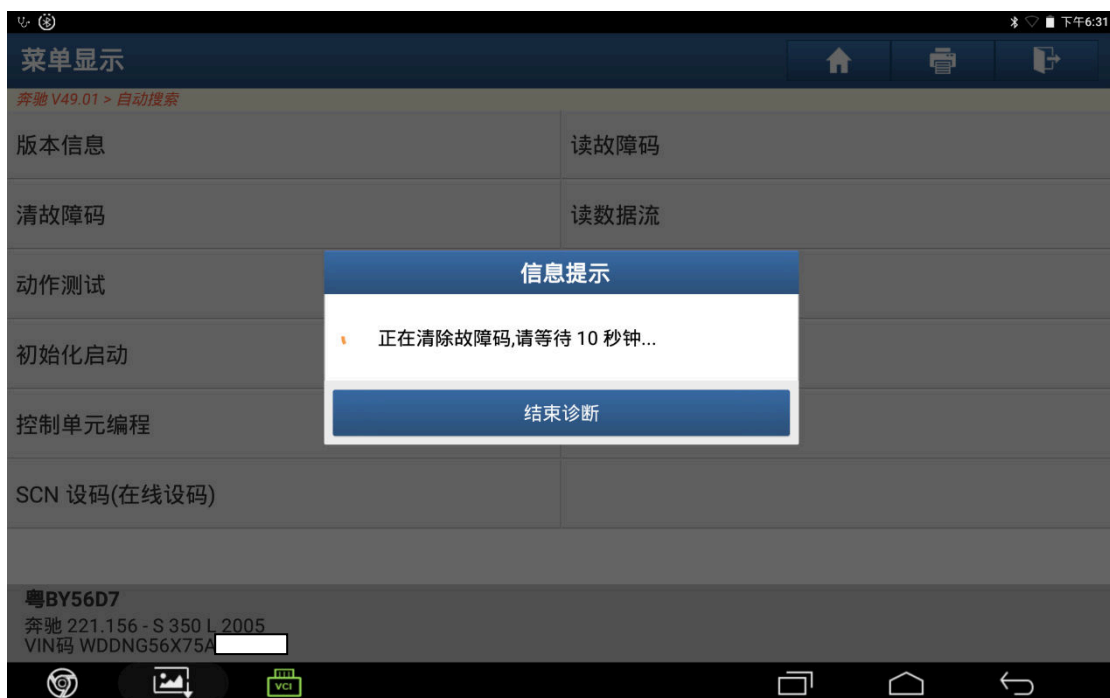 下午6:31
菜单显示
奔驰 V49.01 > 自动搜索
版本信息
读故障码
清故障码
读数据流
动作测试
信息提示
正在清除故障码,请等待 10 秒钟...
初始化启动
结束诊断
控制单元编程
SCN 设码(在线设码)
粤BY56D7
奔驰 221.156 - S 350 L 2005
VIN码 WDDNG56X75A
VCI